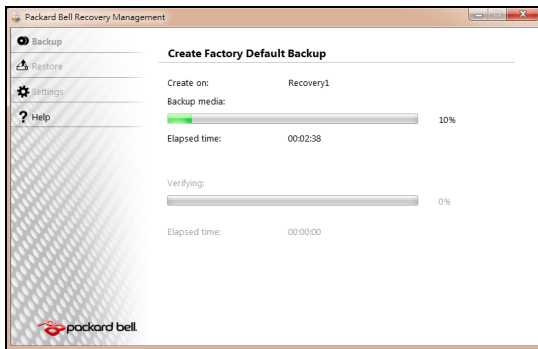 Packard Bell Recovery Management
Backup
Restore
Settings
Help
Create Factory Default Backup
Create on: Recovery1
Backup media:
10%
Elapsed time: 00:02:38
Verifying:
0%
Elapsed time: 00:00:00
packard bell.